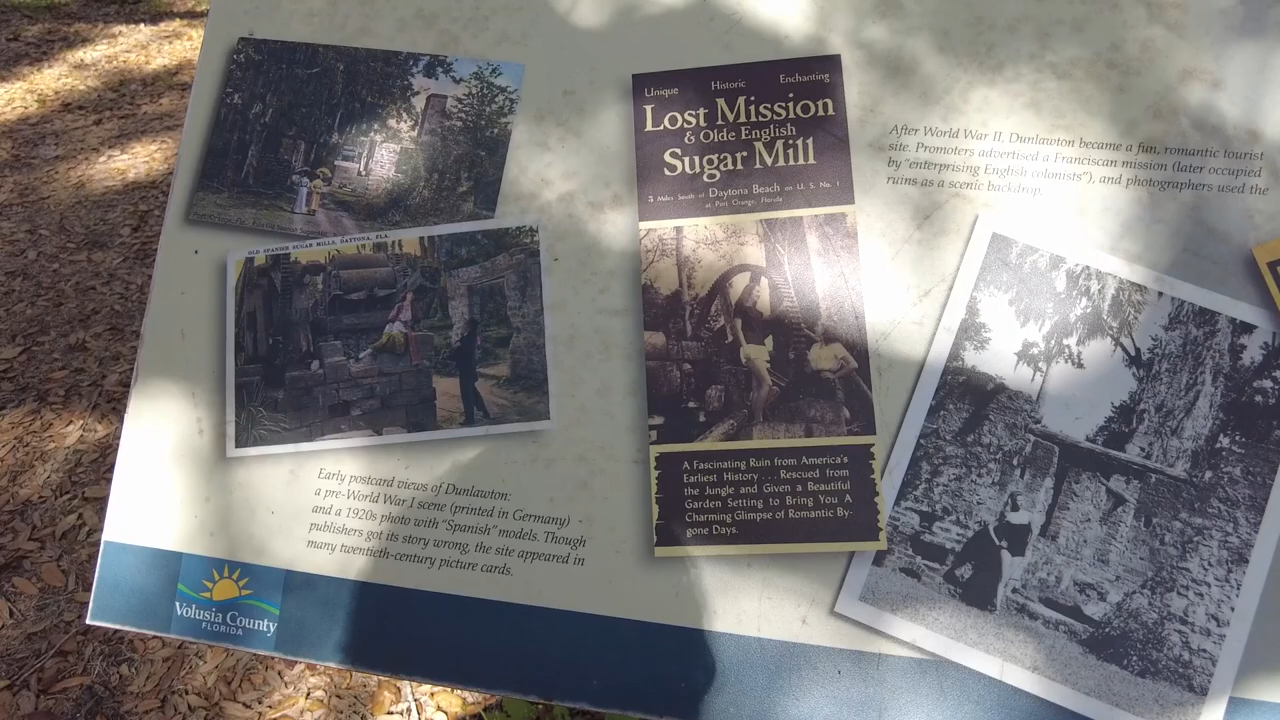 Port Orange, Fla., Ruin Old Spanish
OLD SPANISH SUGAR MILLS, DAYTONA, FLA.
Early postcard views of Dunlawton:
a pre-World War I scene (printed in Germany)
and a 1920s photo with "Spanish" models. Though
publishers got its story wrong, the site appeared in
many twentieth-century picture cards.
Volusia County
FLORIDA
Unique Historic Enchanting
Lost Mission
& Olde English
Sugar Mill
3 Miles South of Daytona Beach on U. S. No. 1
at Port Orange, Florida
A Fascinating Ruin from America's
Earliest History . . . Rescued from
the Jungle and Given a Beautiful
Garden Setting to Bring You A
Charming Glimpse of Romantic By-
gone Days.
After World War II, Dunlawton became a fun, romantic tourist
site. Promoters advertised a Franciscan mission (later occupied
by "enterprising English colonists"), and photographers used the
ruins as a scenic backdrop.